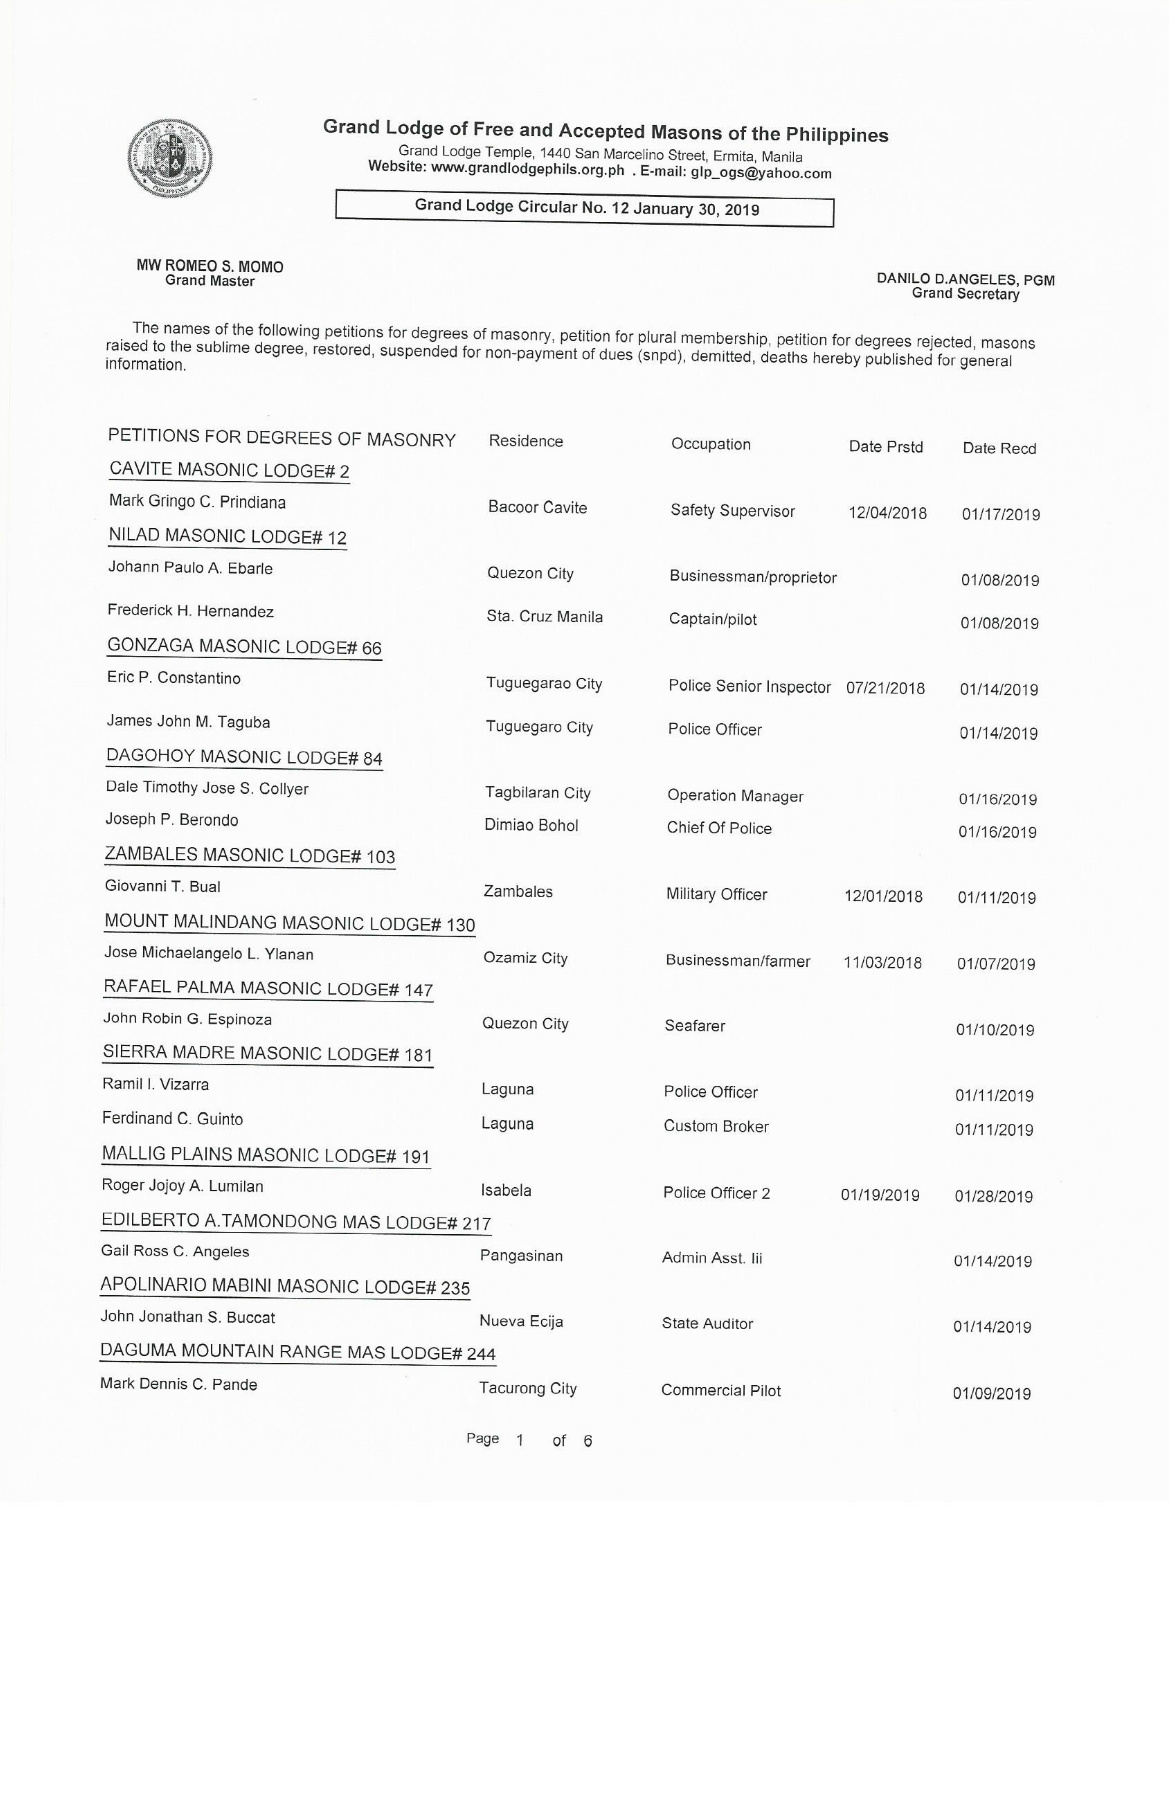 Grand Lodge of Free and Accepted Masons of the Philippines
Grand Lodge Temple, 1440 San Marcelino Street, Ermita, Manila
Website: www.grandlodgephils.org.ph . E-mail: glp_ogs@yahoo.com
Grand Lodge Circular No. 12 January 30, 2019
PHILIPPINES
MW ROMEO S. MOMO
Grand Master
DANILO D.ANGELES, PGM
Grand Secretary
The names of the following petitions for degrees of masonry, petition for plural membership, petition for degrees rejected, masons
raised to the sublime degree, restored, suspended for non-payment of dues (snpd), demitted, deaths hereby published for general
information.
PETITIONS FOR DEGREES OF MASONRY Residence Occupation Date Prstd Date Recd
CAVITE MASONIC LODGE# 2
Mark Gringo C. Prindiana Bacoor Cavite Safety Supervisor 12/04/2018 01/17/2019
NILAD MASONIC LODGE# 12
Johann Paulo A. Ebarle Quezon City Businessman/proprietor 01/08/2019
Frederick H. Hernandez Sta. Cruz Manila Captain/pilot 01/08/2019
GONZAGA MASONIC LODGE# 66
Eric P. Constantino Tuguegarao City Police Senior Inspector 07/21/2018 01/14/2019
James John M. Taguba Tuguegaro City Police Officer 01/14/2019
DAGOHOY MASONIC LODGE# 84
Dale Timothy Jose S. Collyer Tagbilaran City Operation Manager 01/16/2019
Joseph P. Berondo Dimiao Bohol Chief Of Police 01/16/2019
ZAMBALES MASONIC LODGE# 103
Giovanni T. Bual Zambales Military Officer 12/01/2018 01/11/2019
MOUNT MALINDANG MASONIC LODGE# 130
Jose Michaelangelo L. Ylanan Ozamiz City Businessman/farmer 11/03/2018 01/07/2019
RAFAEL PALMA MASONIC LODGE# 147
John Robin G. Espinoza Quezon City Seafarer 01/10/2019
SIERRA MADRE MASONIC LODGE# 181
Ramil I. Vizarra Laguna Police Officer 01/11/2019
Ferdinand C. Guinto Laguna Custom Broker 01/11/2019
MALLIG PLAINS MASONIC LODGE# 191
Roger Jojoy A. Lumilan Isabela Police Officer 2 01/19/2019 01/28/2019
EDILBERTO A.TAMONDONG MAS LODGE# 217
Gail Ross C. Angeles Pangasinan Admin Asst. Iii 01/14/2019
APOLINARIO MABINI MASONIC LODGE# 235
John Jonathan S. Buccat Nueva Ecija State Auditor 01/14/2019
DAGUMA MOUNTAIN RANGE MAS LODGE# 244
Mark Dennis C. Pande Tacurong City Commercial Pilot 01/09/2019
Page 1 of 6